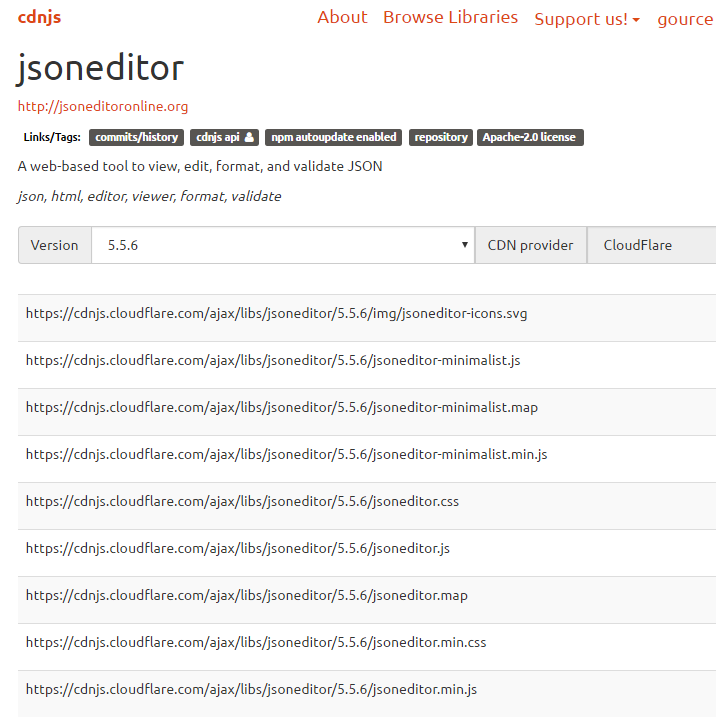 cdnjs About Browse Libraries Support us! gource
jsoneditor
http://jsoneditoronline.org
Links/Tags: commits/history cdnjs api npm autoupdate enabled repository Apache-2.0 license
A web-based tool to view, edit, format, and validate JSON
json, html, editor, viewer, format, validate
Version 5.5.6 CDN provider CloudFlare
https://cdnjs.cloudflare.com/ajax/libs/jsoneditor/5.5.6/img/jsoneditor-icons.svg
https://cdnjs.cloudflare.com/ajax/libs/jsoneditor/5.5.6/jsoneditor-minimalist.js
https://cdnjs.cloudflare.com/ajax/libs/jsoneditor/5.5.6/jsoneditor-minimalist.map
https://cdnjs.cloudflare.com/ajax/libs/jsoneditor/5.5.6/jsoneditor-minimalist.min.js
https://cdnjs.cloudflare.com/ajax/libs/jsoneditor/5.5.6/jsoneditor.css
https://cdnjs.cloudflare.com/ajax/libs/jsoneditor/5.5.6/jsoneditor.js
https://cdnjs.cloudflare.com/ajax/libs/jsoneditor/5.5.6/jsoneditor.map
https://cdnjs.cloudflare.com/ajax/libs/jsoneditor/5.5.6/jsoneditor.min.css
https://cdnjs.cloudflare.com/ajax/libs/jsoneditor/5.5.6/jsoneditor.min.js